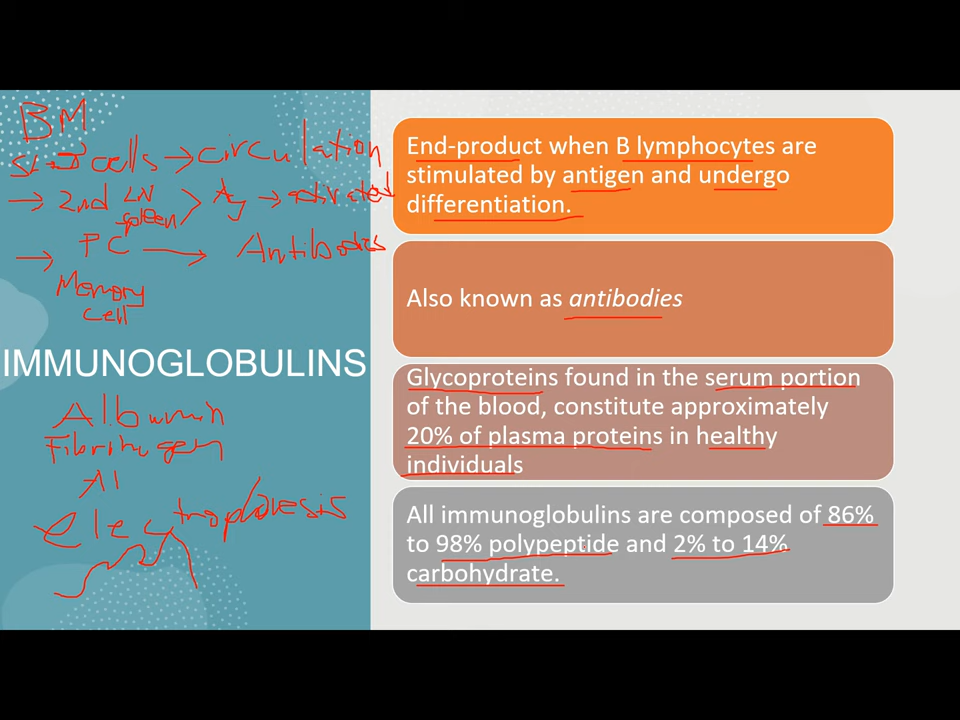 BM
B cells → circulation
→ 2nd LN spleen > Ag → activated
→ PC → Antibodies
Memory
cell
IMMUNOGLOBULINS
Albumin
Fibrinogen
electrophoresis
End-product when B lymphocytes are
stimulated by antigen and undergo
differentiation.
Also known as antibodies
Glycoproteins found in the serum portion
of the blood, constitute approximately
20% of plasma proteins in healthy
individuals
All immunoglobulins are composed of 86%
to 98% polypeptide and 2% to 14%
carbohydrate.